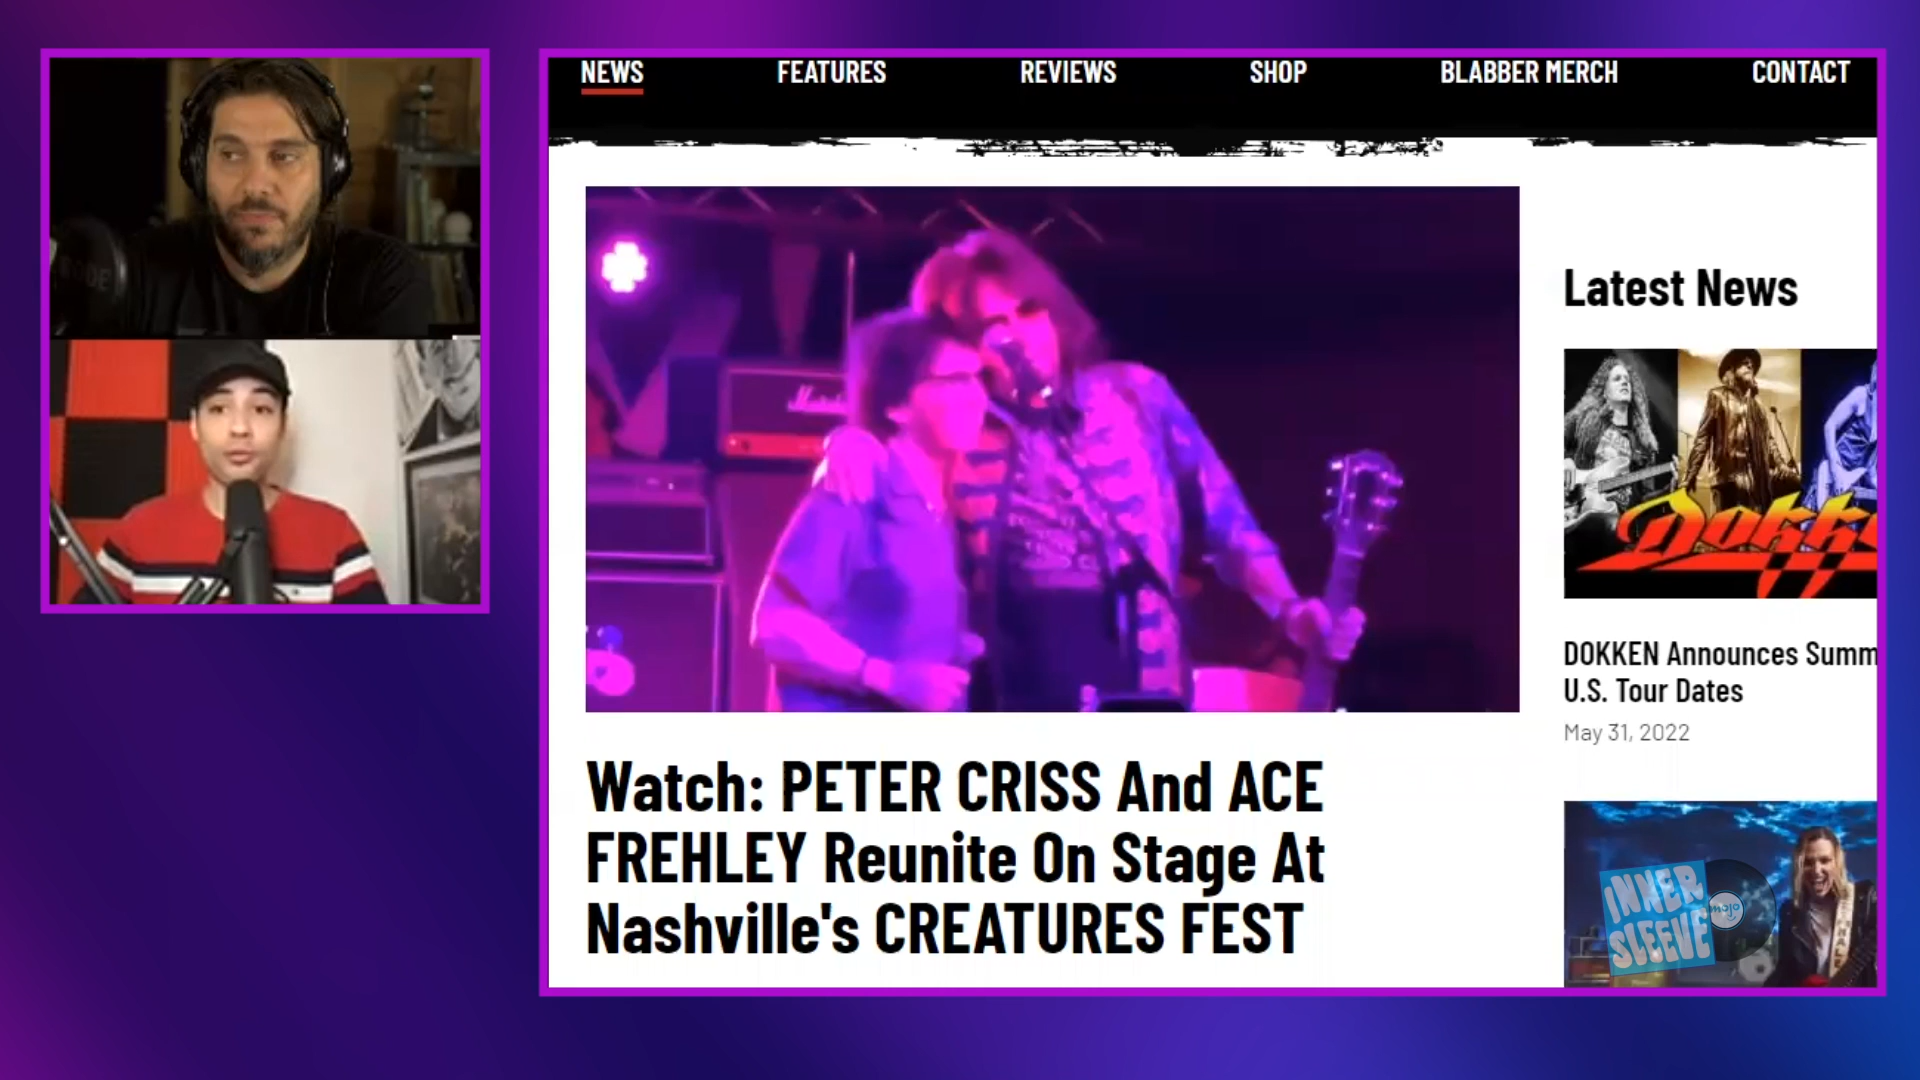 NEWS
FEATURES
REVIEWS
SHOP
BLABBER MERCH
CONTACT
Latest News
DOKKEN Announces Summ
U.S. Tour Dates
May 31, 2022
Watch: PETER CRISS And ACE
FREHLEY Reunite On Stage At
Nashville's CREATURES FEST
INNER
SLEEVE
mojo